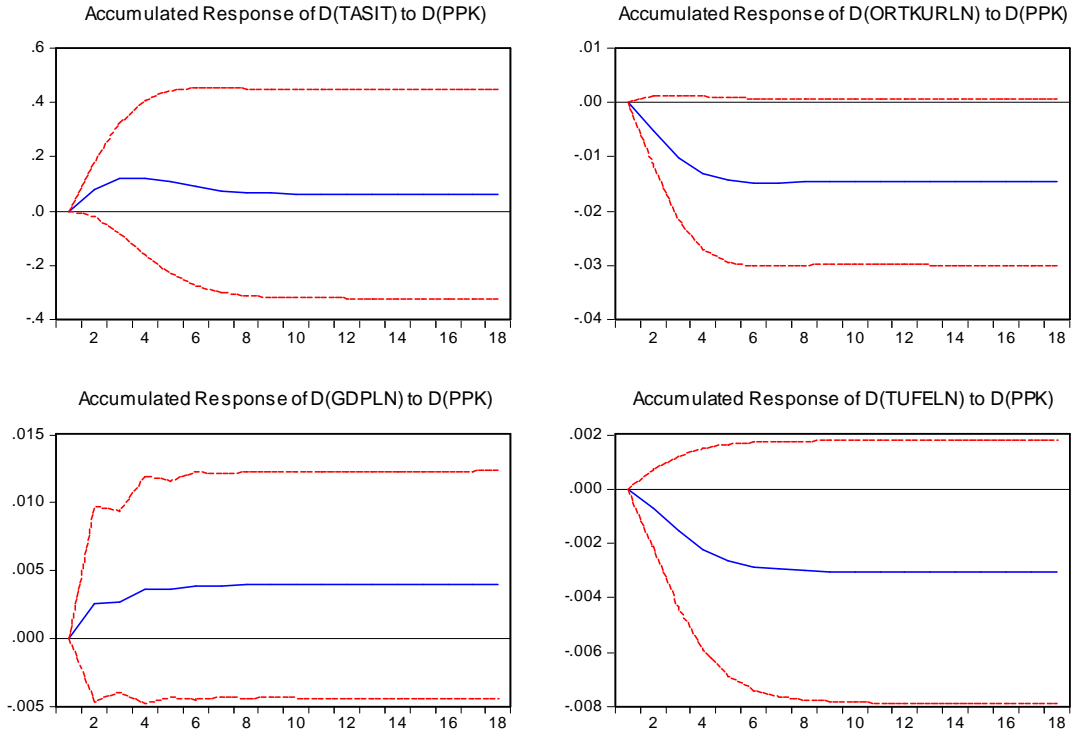 Accumulated Response of D(TASIT) to D(PPK)
.6
.4
.2
.0
-.2
-.4
2 4 6 8 10 12 14 16 18
Accumulated Response of D(ORTKURLN) to D(PPK)
.01
.00
-.01
-.02
-.03
-.04
2 4 6 8 10 12 14 16 18
Accumulated Response of D(GDPLN) to D(PPK)
.015
.010
.005
.000
-.005
2 4 6 8 10 12 14 16 18
Accumulated Response of D(TUFELN) to D(PPK)
.002
.000
-.002
-.004
-.006
-.008
2 4 6 8 10 12 14 16 18